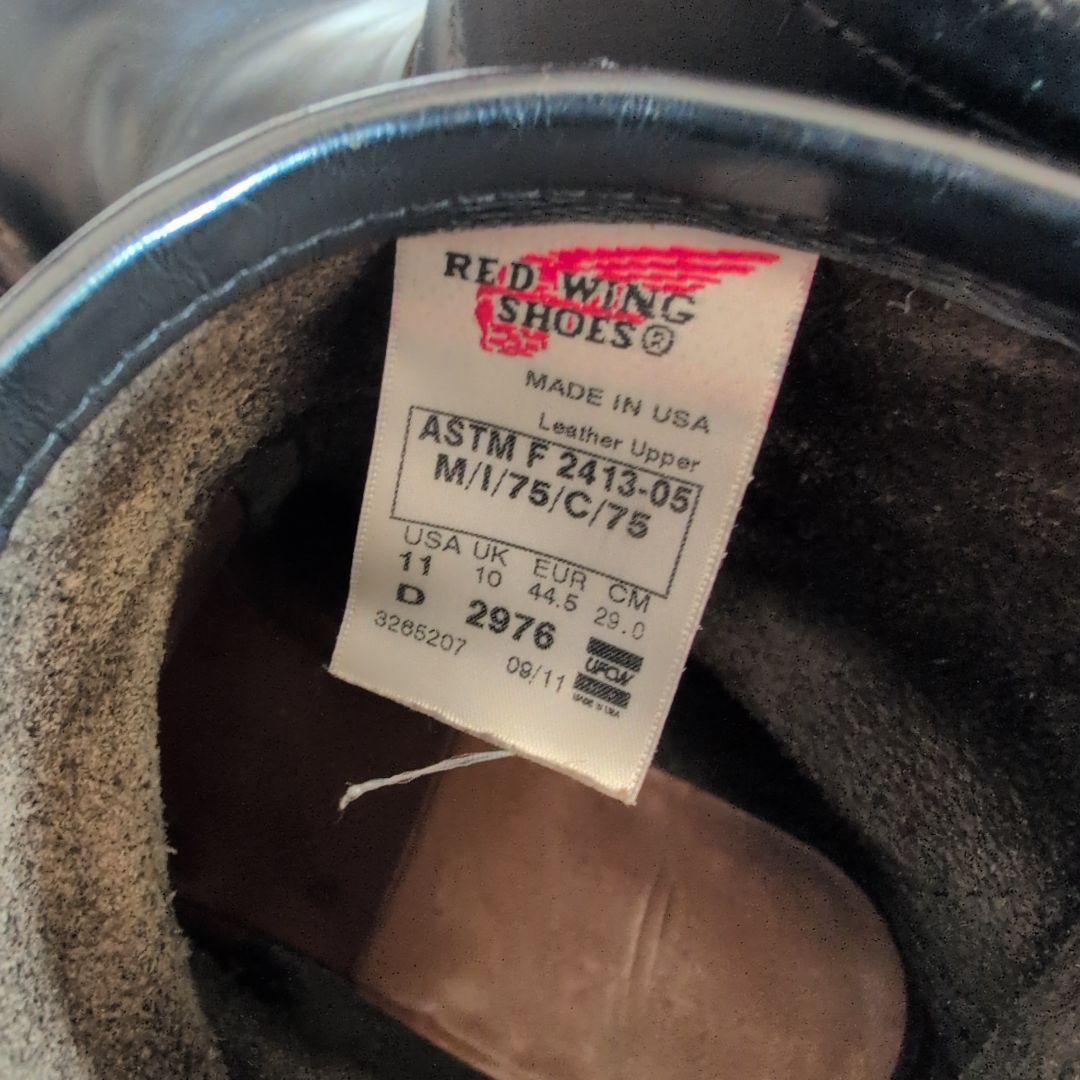 RED WING
SHOES®
MADE IN USA
Leather Upper
ASTM F 2413-05
M/I/75/C/75
USA UK EUR CM
11 10 44.5 29.0
D 2976
3265207 09/11
UFCW
MADE IN USA